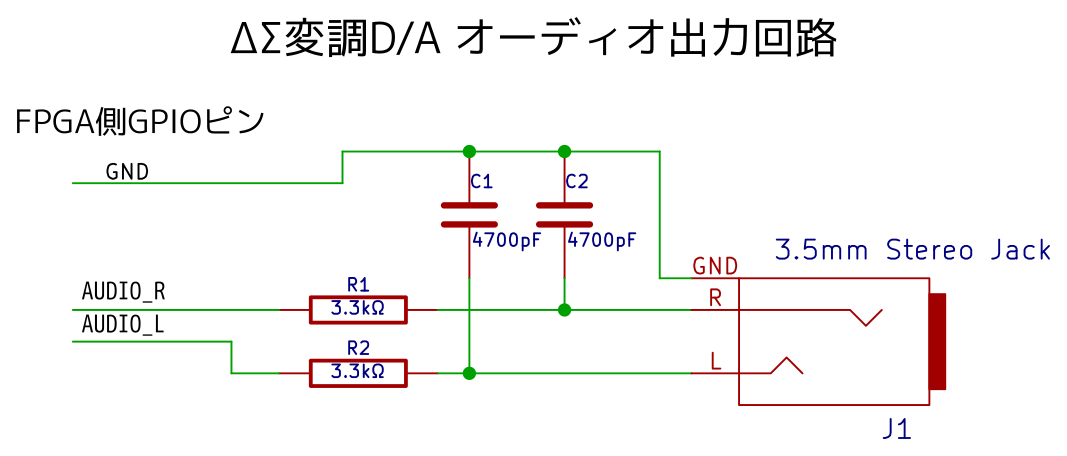 ΔΣ変調D/A オーディオ出力回路
FPGA側GPIOピン
GND
C1
C2
4700pF
4700pF
3.5mm Stereo Jack
GND
AUDIO_R
R1
3.3kΩ
R
AUDIO_L
R2
3.3kΩ
L
J1